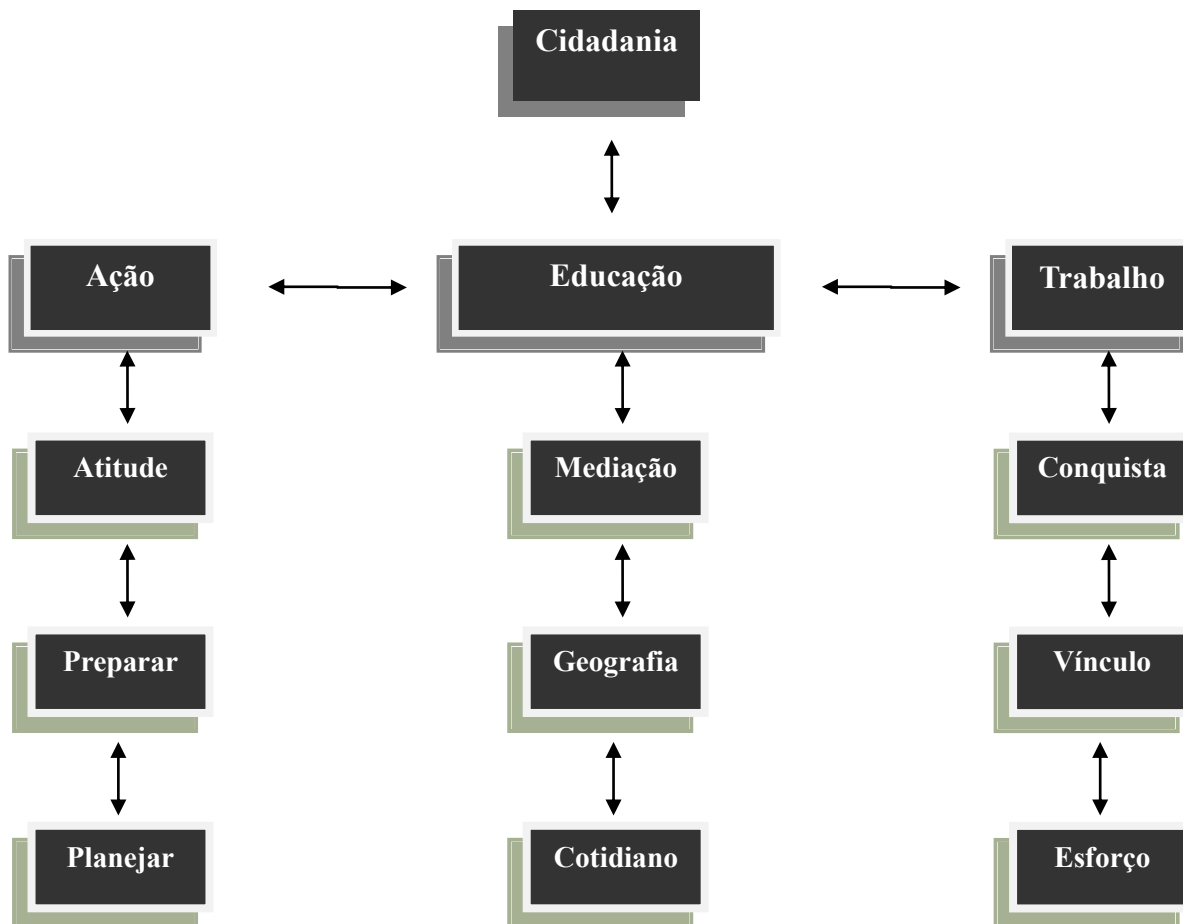 Cidadania
Ação
Educação
Trabalho
Atitude
Mediação
Conquista
Preparar
Geografia
Vínculo
Planejar
Cotidiano
Esforço